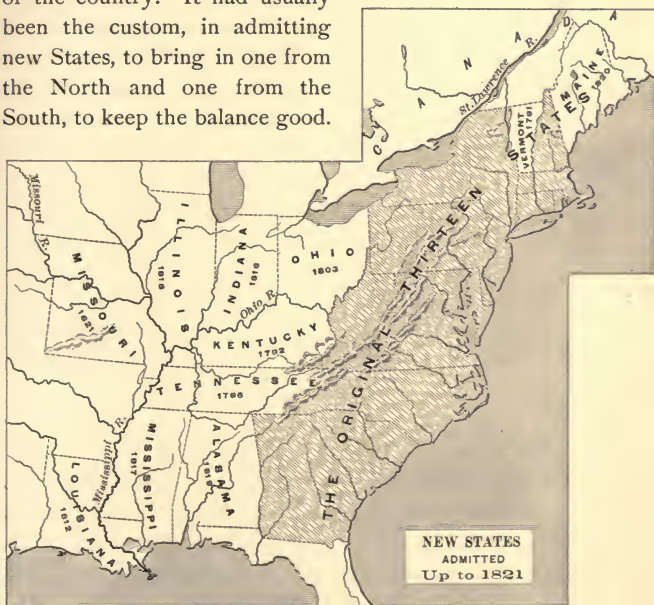 of the country. It had usually
been the custom, in admitting
new States, to bring in one from
the North and one from the
South, to keep the balance good.
CANADA
St. Lawrence R.
MAINE
1820
VERMONT 1791
STATES
THE ORIGINAL THIRTEEN
Missouri R.
MISSOURI
1821
ILLINOIS
1818
INDIANA
1816
OHIO
1803
Ohio R.
KENTUCKY
1792
TENNESSEE
1796
Mississippi R.
MISSISSIPPI
1817
ALABAMA
1819
LOUISIANA
1812
NEW STATES
ADMITTED
Up to 1821